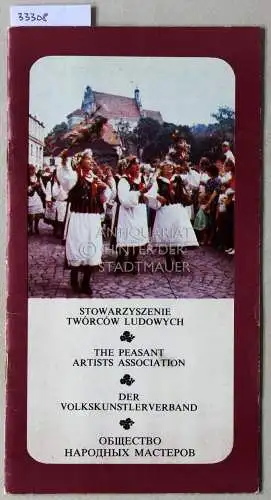 33308
ANTIQUARIAT
HINTER DER
STADTMAUER
STOWARZYSZENIE
TWÓRCÓW LUDOWYCH
THE PEASANT
ARTISTS ASSOCIATION
DER
VOLKSKUNSTLERVERBAND
ОБЩЕСТВО
НАРОДНЫХ МАСТЕРОВ